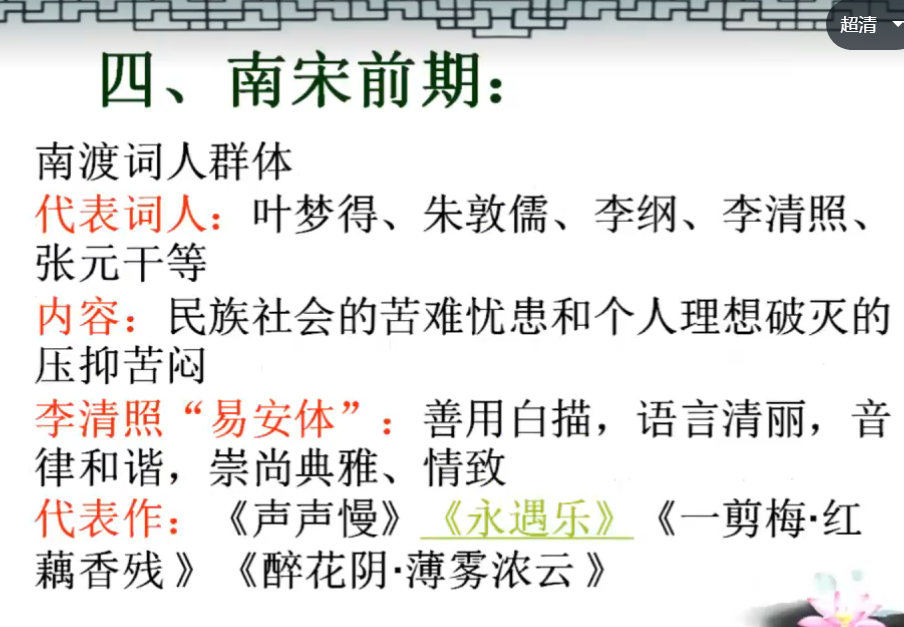 超清
四、南宋前期：
南渡词人群体
代表词人：叶梦得、朱敦儒、李纲、李清照、
张元干等
内容：民族社会的苦难忧患和个人理想破灭的
压抑苦闷
李清照“易安体”：善用白描，语言清丽，音
律和谐，崇尚典雅、情致
代表作：《声声慢》《永遇乐》《一剪梅·红
藕香残》《醉花阴·薄雾浓云》